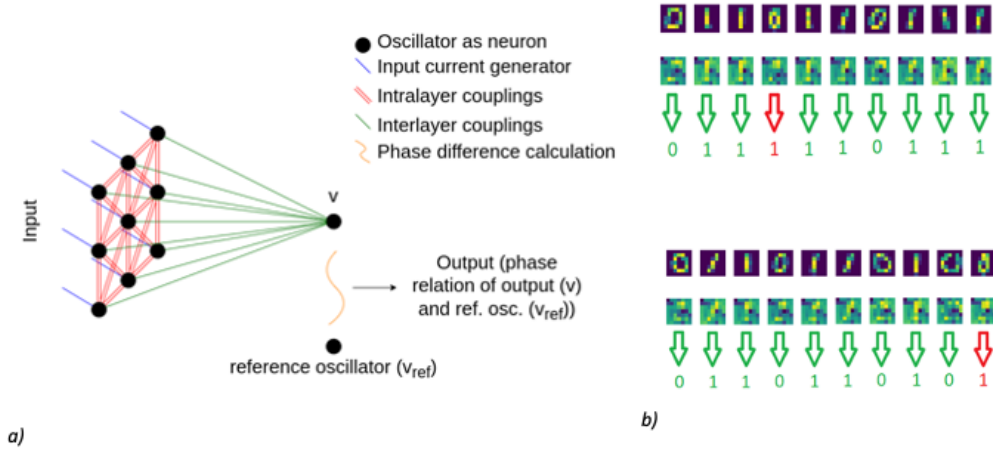 Oscillator as neuron
Input current generator
Intralayer couplings
Interlayer couplings
Phase difference calculation
Input
v
Output (phase
relation of output (v)
and ref. osc. (vref))
reference oscillator (vref)
a)
0 1 1 1 1 1 0 1 1 1
0 1 1 0 1 1 0 1 0 1
b)